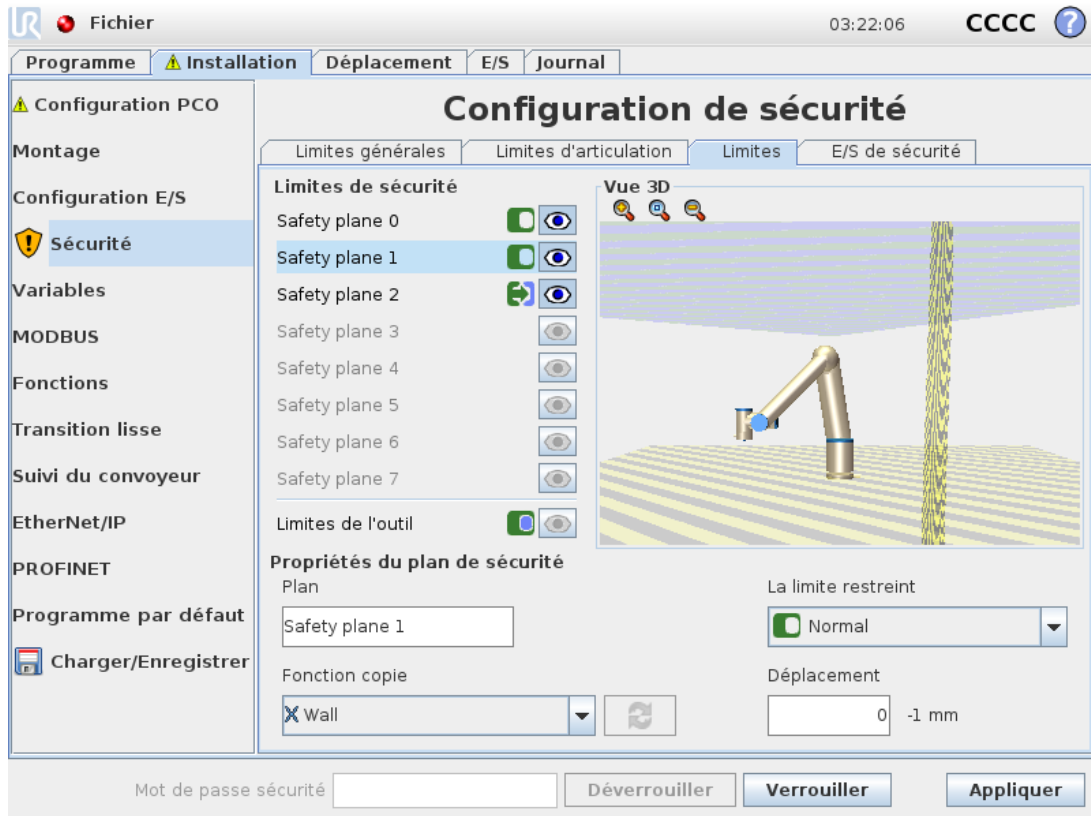 UR Fichier 03:22:06 CCCC ?
Programme Installation Déplacement E/S Journal
Configuration PCO
Montage
Configuration E/S
Sécurité
Variables
MODBUS
Fonctions
Transition lisse
Suivi du convoyeur
EtherNet/IP
PROFINET
Programme par défaut
Charger/Enregistrer
Configuration de sécurité
Limites générales Limites d'articulation Limites E/S de sécurité
Limites de sécurité
Safety plane 0
Safety plane 1
Safety plane 2
Safety plane 3
Safety plane 4
Safety plane 5
Safety plane 6
Safety plane 7
Limites de l'outil
Vue 3D
Propriétés du plan de sécurité
Plan
Safety plane 1
La limite restreint
Normal
Fonction copie
Wall
Déplacement
0 -1 mm
Mot de passe sécurité Déverrouiller Verrouiller Appliquer